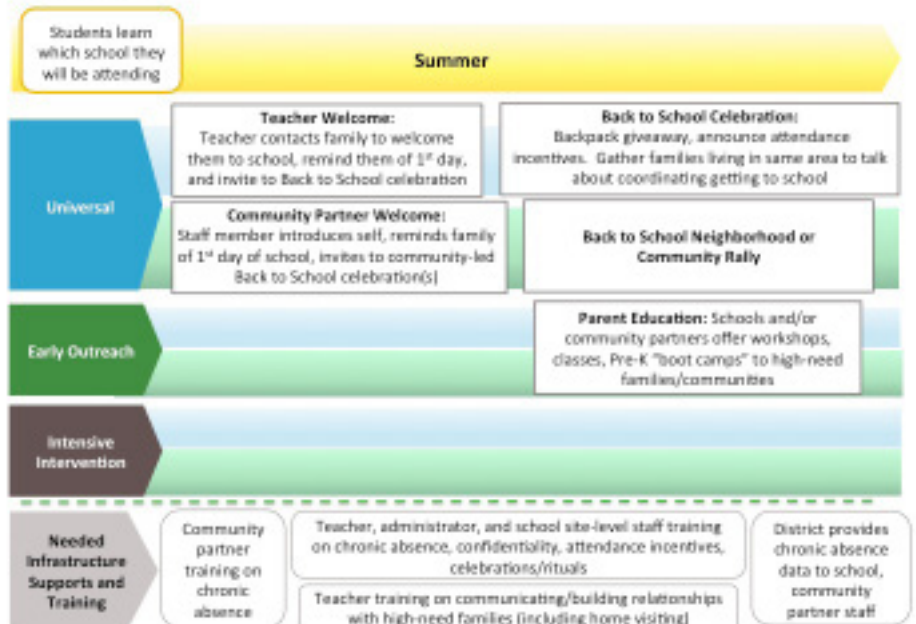 Students learn
which school they
will be attending
Summer
Universal
Teacher Welcome:
Teacher contacts family to welcome
them to school, remind them of 1st day,
and invite to Back to School celebration
Back to School Celebration:
Backpack giveaway, announce attendance
incentives. Gather families living in same area to talk
about coordinating getting to school
Community Partner Welcome:
Staff member introduces self, reminds family
of 1st day of school, invites to community-led
Back to School celebration(s)
Back to School Neighborhood or
Community Rally
Early Outreach
Parent Education: Schools and/or
community partners offer workshops,
classes, Pre-K "boot camps" to high-need
families/communities
Intensive
Intervention
Needed
Infrastructure
Supports and
Training
Community
partner
training on
chronic
absence
Teacher, administrator, and school site-level staff training
on chronic absence, confidentiality, attendance incentives,
celebrations/rituals
Teacher training on communicating/building relationships
with high-need families (including home visiting)
District provides
chronic absence
data to school,
community
partner staff